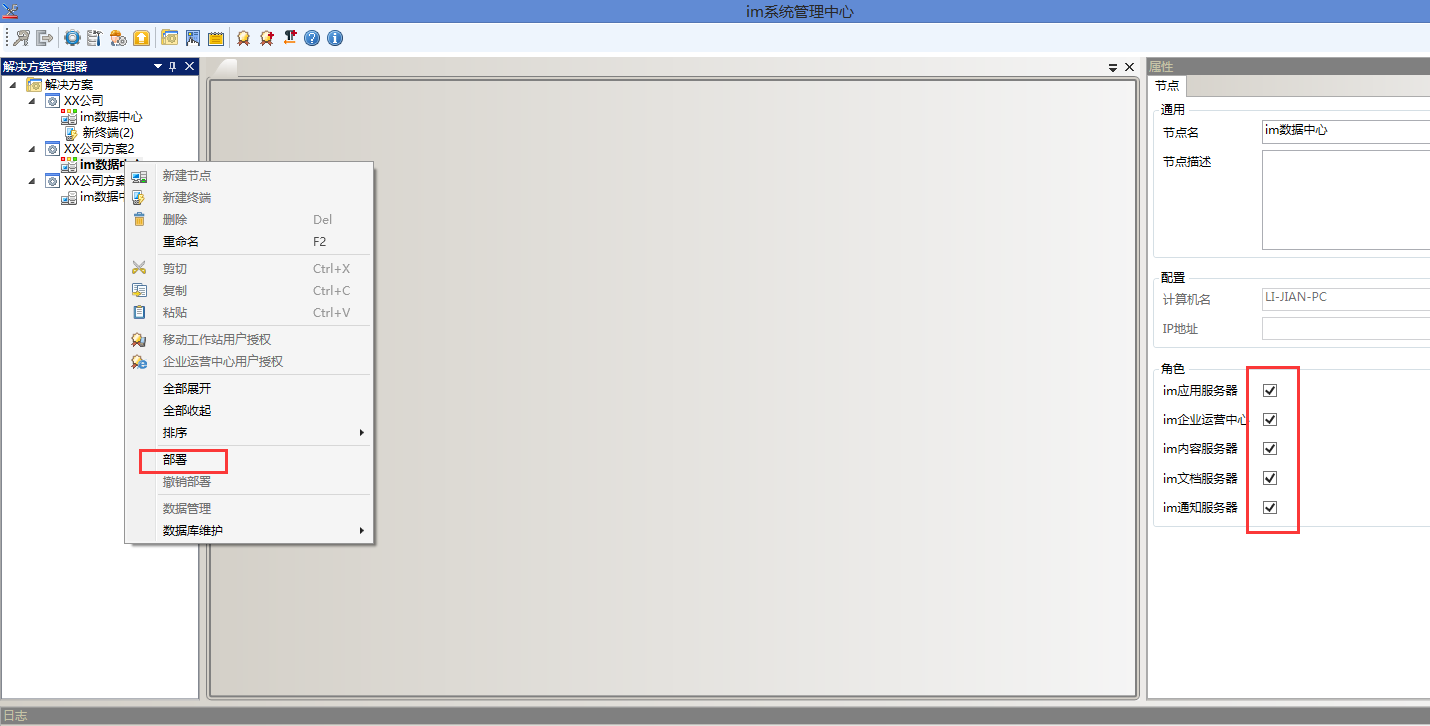 im系统管理中心
解决方案管理器
解决方案
XX公司
im数据中心
新终端(2)
XX公司方案2
im数据中
XX公司方案
im数据中
新建节点
新建终端
删除 Del
重命名 F2
剪切 Ctrl+X
复制 Ctrl+C
粘贴 Ctrl+V
移动工作站用户授权
企业运营中心用户授权
全部展开
全部收起
排序
部署
撤销部署
数据管理
数据库维护
属性
节点
通用
节点名 im数据中心
节点描述
配置
计算机名 LI-JIAN-PC
IP地址
角色
im应用服务器
im企业运营中心
im内容服务器
im文档服务器
im通知服务器
日志